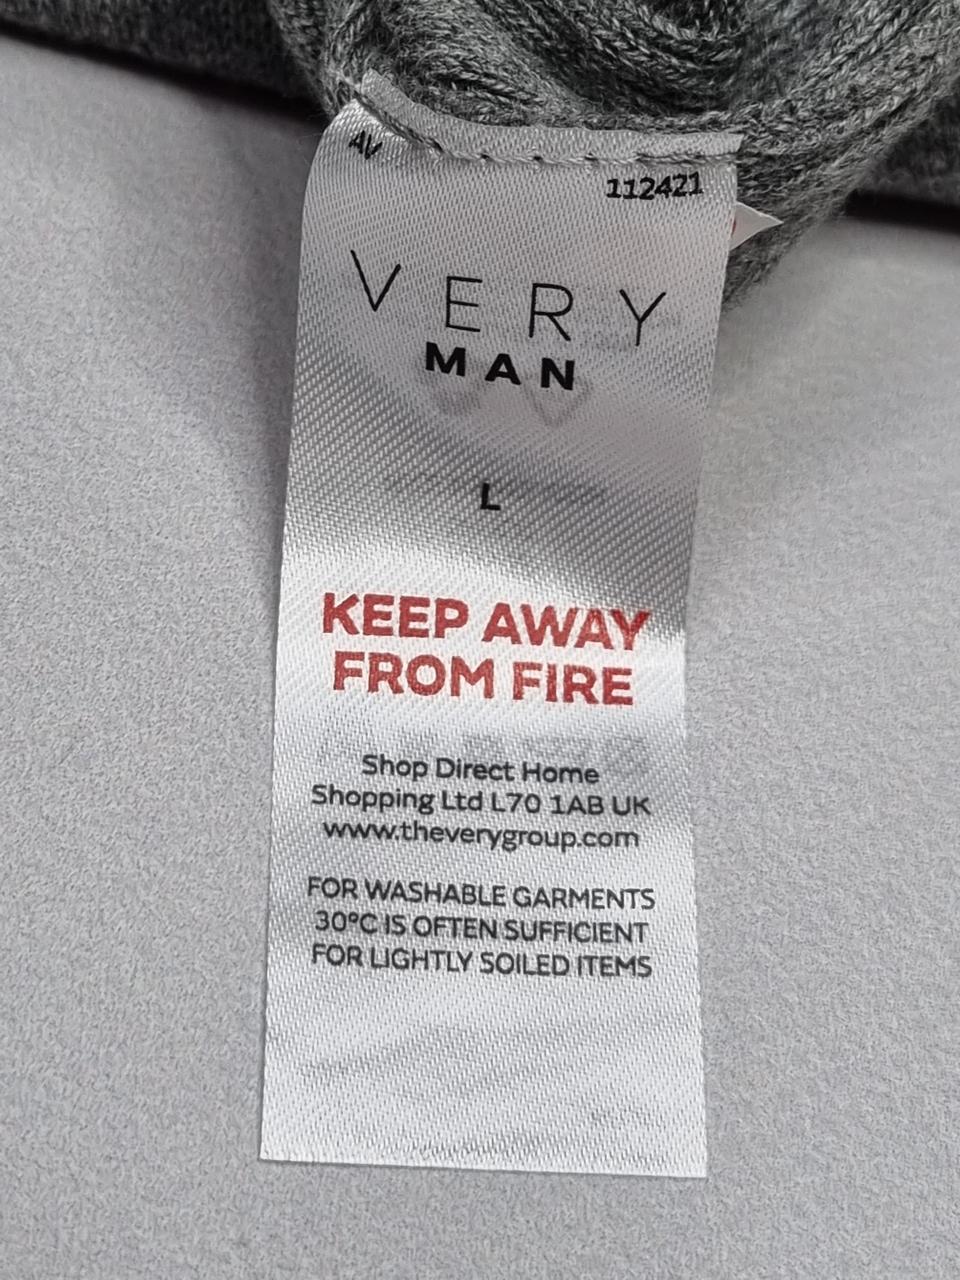 AV
112421
VERY
MAN
L
KEEP AWAY
FROM FIRE
Shop Direct Home
Shopping Ltd L70 1AB UK
www.theverygroup.com
FOR WASHABLE GARMENTS
30°C IS OFTEN SUFFICIENT
FOR LIGHTLY SOILED ITEMS